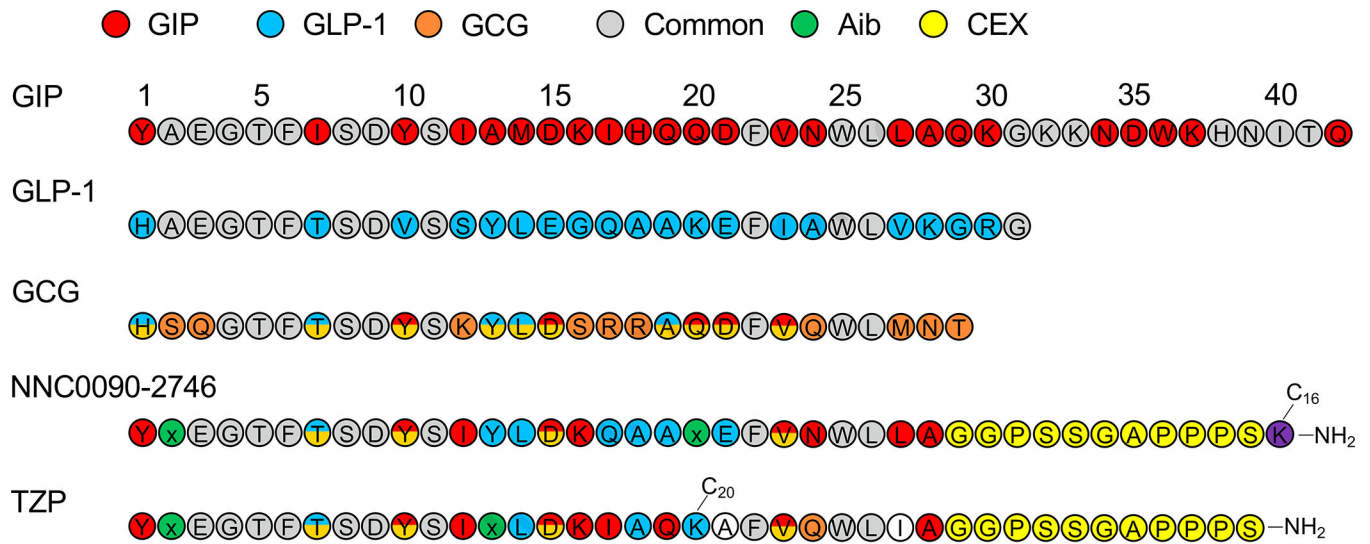 GIP GLP-1 GCG Common Aib CEX
GIP 1 5 10 15 20 25 30 35 40
YAEGTFISDYSIAMDKIHQQDFVNWLLAQKGKKNDWKHNITQ
GLP-1
HAEGTFTSDVSSYLEGQAAKEFIAWLVKGRG
GCG
HSQGTFTSDYSKYLDSRRAQDFVQWLMNT
NNC0090-2746
C₁₆
YxEGTFTSDYSIYLDKQAAxEFVNWLLAGGPSSGAPPPSK–NH₂
TZP
C₂₀
YxEGTFTSDYSIxLDKIAQKAFVQWLIAGGPSSGAPPPS–NH₂